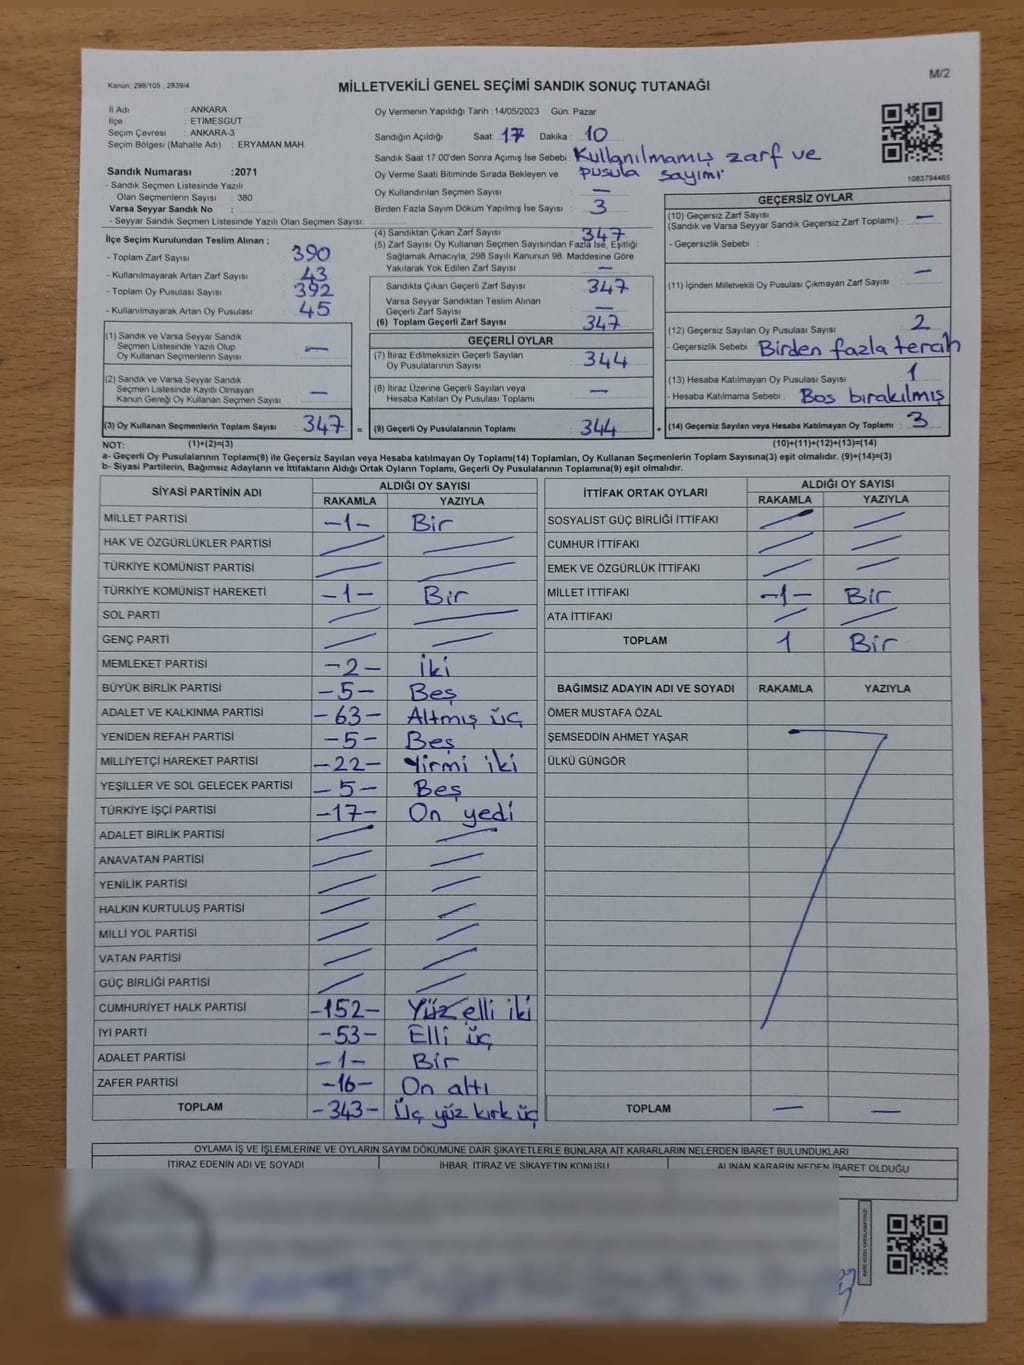 Kanun: 298/105 , 2839/4
MİLLETVEKİLİ GENEL SEÇİMİ SANDIK SONUÇ TUTANAĞI
M/2
İl Adı : ANKARA
İlçe : ETIMESGUT
Seçim Çevresi : ANKARA-3
Seçim Bölgesi (Mahalle Adı) : ERYAMAN MAH.
Sandık Numarası :2071
- Sandık Seçmen Listesinde Yazılı
Olan Seçmenlerin Sayısı : 380
Varsa Seyyar Sandık No :
- Seyyar Sandık Seçmen Listesinde Yazılı Olan Seçmen Sayısı:
İlçe Seçim Kurulundan Teslim Alınan ;
- Toplam Zarf Sayısı : 390
- Kullanılmayarak Artan Zarf Sayısı : 43
- Toplam Oy Pusulası Sayısı : 392
- Kullanılmayarak Artan Oy Pusulası : 45
(1) Sandık ve Varsa Seyyar Sandık
Seçmen Listesinde Yazılı Olup
Oy Kullanan Seçmenlerin Sayısı : —
(2) Sandık ve Varsa Seyyar Sandık
Seçmen Listesinde Kayıtlı Olmayan
Kanun Gereği Oy Kullanan Seçmen Sayısı : —
(3) Oy Kullanan Seçmenlerin Toplam Sayısı : 347 =
Oy Vermenin Yapıldığı Tarih :14/05/2023 Gün: Pazar
Sandığın Açıldığı Saat: 17 Dakika : 10
Sandık Saat 17.00'den Sonra Açımış İse Sebebi : Kullanılmamış zarf ve
Oy Verme Saati Bitiminde Sırada Bekleyen ve pusula sayımı
Oy Kullandırılan Seçmen Sayısı : —
Birden Fazla Sayım Döküm Yapılmış İse Sayısı : 3
(4) Sandıktan Çıkan Zarf Sayısı : 347
(5) Zarf Sayısı Oy Kullanan Seçmen Sayısından Fazla İse, Eşitliği
Sağlamak Amacıyla; 298 Sayılı Kanunun 98. Maddesine Göre
Yakılarak Yok Edilen Zarf Sayısı : —
Sandıkta Çıkan Geçerli Zarf Sayısı : 347
Varsa Seyyar Sandıktan Teslim Alınan
Geçerli Zarf Sayısı : —
(6) Toplam Geçerli Zarf Sayısı : 347
GEÇERLİ OYLAR
(7) İtiraz Edilmeksizin Geçerli Sayılan
Oy Pusulalarının Sayısı : 344
(8) İtiraz Üzerine Geçerli Sayılan veya
Hesaba Katılan Oy Pusulası Toplamı : —
(9) Geçerli Oy Pusulalarının Toplamı : 344 +
1083794465
GEÇERSİZ OYLAR
(10) Geçersiz Zarf Sayısı
(Sandık ve Varsa Seyyar Sandık Geçersiz Zarf Toplamı) : —
- Geçersizlik Sebebi :
(11) İçinden Milletvekili Oy Pusulası Çıkmayan Zarf Sayısı : —
(12) Geçersiz Sayılan Oy Pusulası Sayısı : 2
- Geçersizlik Sebebi : Birden fazla tercih
(13) Hesaba Katılmayan Oy Pusulası Sayısı : 1
- Hesaba Katılmama Sebebi : Bos bırakılmış
(14) Geçersiz Sayılan veya Hesaba Katılmayan Oy Toplamı : 3
NOT: (1)+(2)=(3) (10)+(11)+(12)+(13)=(14)
a- Geçerli Oy Pusulalarının Toplamı(9) ile Geçersiz Sayılan veya Hesaba katılmayan Oy Toplamı(14) Toplamları, Oy Kullanan Seçmenlerin Toplam Sayısına(3) eşit olmalıdır. (9)+(14)=(3)
b- Siyasi Partilerin, Bağımsız Adayların ve İttifakların Aldığı Ortak Oyların Toplamı, Geçerli Oy Pusulalarının Toplamına(9) eşit olmalıdır.
SİYASİ PARTİNİN ADI ALDIĞI OY SAYISI
RAKAMLA YAZIYLA
MİLLET PARTİSİ -1- Bir
HAK VE ÖZGÜRLÜKLER PARTİSİ
TÜRKİYE KOMÜNIST PARTİSİ
TÜRKİYE KOMÜNIST HAREKETİ -1- Bir
SOL PARTİ
GENÇ PARTİ
MEMLEKET PARTİSİ -2- iki
BÜYÜK BİRLİK PARTİSİ -5- Beş
ADALET VE KALKINMA PARTİSİ -63- Altmış üç
YENİDEN REFAH PARTİSİ -5- Beş
MİLLİYETÇİ HAREKET PARTİSİ -22- Yirmi iki
YEŞİLLER VE SOL GELECEK PARTİSİ -5- Beş
TÜRKİYE İŞÇİ PARTİSİ -17- On yedi
ADALET BİRLİK PARTİSİ
ANAVATAN PARTİSİ
YENİLİK PARTİSİ
HALKIN KURTULUŞ PARTİSİ
MİLLİ YOL PARTİSİ
VATAN PARTİSİ
GÜÇ BİRLİĞİ PARTİSİ
CUMHURİYET HALK PARTİSİ -152- Yüz elli iki
İYİ PARTİ -53- Elli üç
ADALET PARTİSİ -1- Bir
ZAFER PARTİSİ -16- On altı
TOPLAM -343- Üç yüz kırk üç
İTTİFAK ORTAK OYLARI ALDIĞI OY SAYISI
RAKAMLA YAZIYLA
SOSYALIST GÜÇ BİRLİĞİ İTTİFAKI
CUMHUR İTTİFAKI
EMEK VE ÖZGÜRLÜK İTTİFAKI
MİLLET İTTİFAKI -1- Bir
ATA İTTİFAKI
TOPLAM 1 Bir
BAĞIMSIZ ADAYIN ADI VE SOYADI RAKAMLA YAZIYLA
ÖMER MUSTAFA ÖZAL
ŞEMSEDDİN AHMET YAŞAR
ÜLKÜ GÜNGÖR
TOPLAM — —
OYLAMA İŞ VE İŞLEMLERINE VE OYLARIN SAYIM DÖKÜMÜNE DAİR ŞİKAYETLERLE BUNLARA AİT KARARLARIN NELERDEN İBARET BULUNDUKLARI
İTİRAZ EDENİN ADI VE SOYADI İHBAR, İTİRAZ VE ŞİKAYETİN KONUSU ALINAN KARARIN NEDEN İBARET OLDUĞU